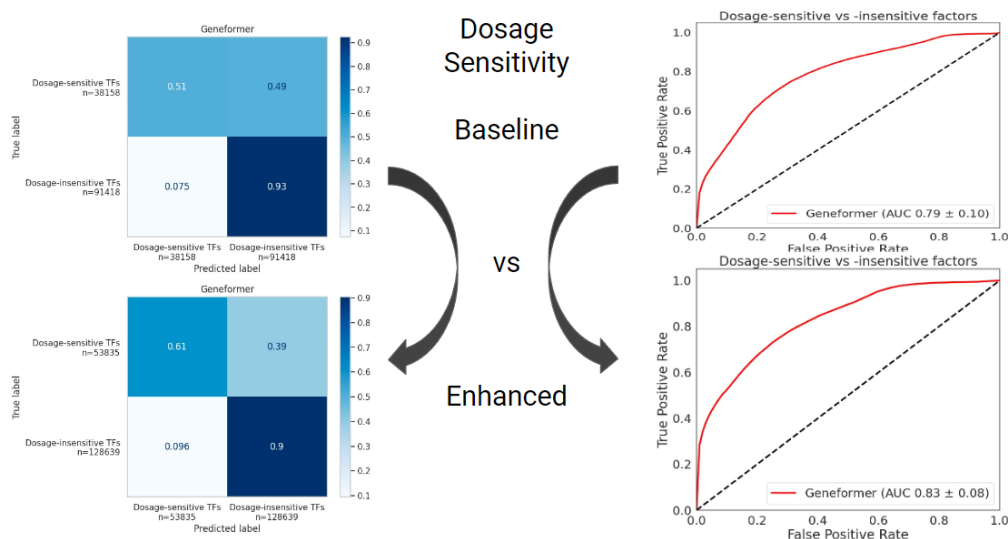 Geneformer
Dosage-sensitive TFs
n=38158
Dosage-insensitive TFs
n=91418
True label
0.51
0.49
0.075
0.93
0.9
0.8
0.7
0.6
0.5
0.4
0.3
0.2
0.1
Dosage-sensitive TFs
n=38158
Dosage-insensitive TFs
n=91418
Predicted label
Dosage
Sensitivity
Baseline
vs
Enhanced
Dosage-sensitive vs -insensitive factors
True Positive Rate
1.0
0.8
0.6
0.4
0.2
0.0
Geneformer (AUC 0.79 ± 0.10)
0.0 0.2 0.4 0.6 0.8 1.0
False Positive Rate
Geneformer
Dosage-sensitive TFs
n=53835
Dosage-insensitive TFs
n=128639
True label
0.61
0.39
0.096
0.9
0.9
0.8
0.7
0.6
0.5
0.4
0.3
0.2
0.1
Dosage-sensitive TFs
n=53835
Dosage-insensitive TFs
n=128639
Predicted label
Dosage-sensitive vs -insensitive factors
True Positive Rate
1.0
0.8
0.6
0.4
0.2
0.0
Geneformer (AUC 0.83 ± 0.08)
0.0 0.2 0.4 0.6 0.8 1.0
False Positive Rate